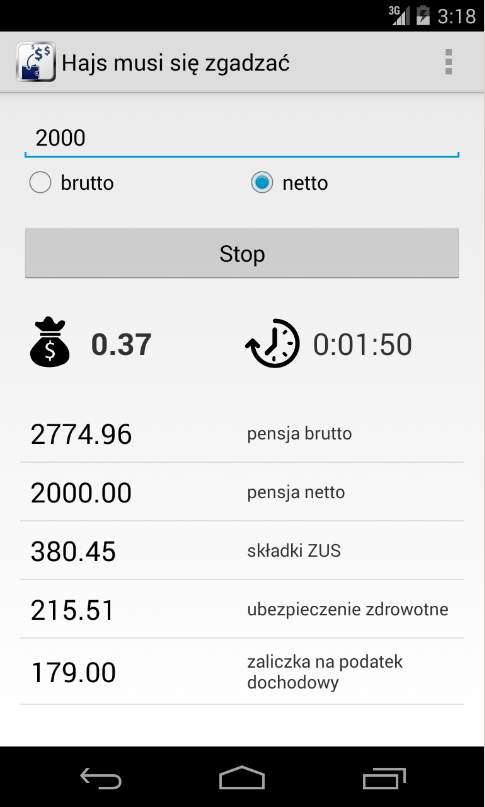 3G 3:18
Hajs musi się zgadzać
2000
brutto netto
Stop
0.37 0:01:50
2774.96 pensja brutto
2000.00 pensja netto
380.45 składki ZUS
215.51 ubezpieczenie zdrowotne
179.00 zaliczka na podatek
dochodowy